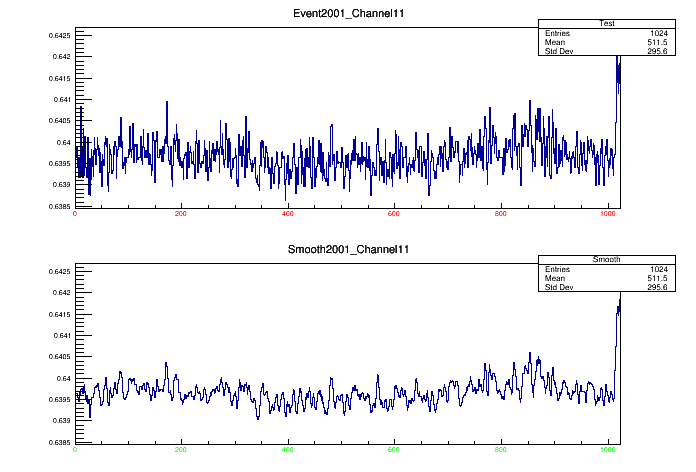 Event2001_Channel11
Test
Entries 1024
Mean 511.5
Std Dev 295.6
0.6425
0.642
0.6415
0.641
0.6405
0.64
0.6395
0.639
0.6385
0 200 400 600 800 1000
Smooth2001_Channel11
Smooth
Entries 1024
Mean 511.5
Std Dev 295.6
0.6425
0.642
0.6415
0.641
0.6405
0.64
0.6395
0.639
0.6385
0 200 400 600 800 1000